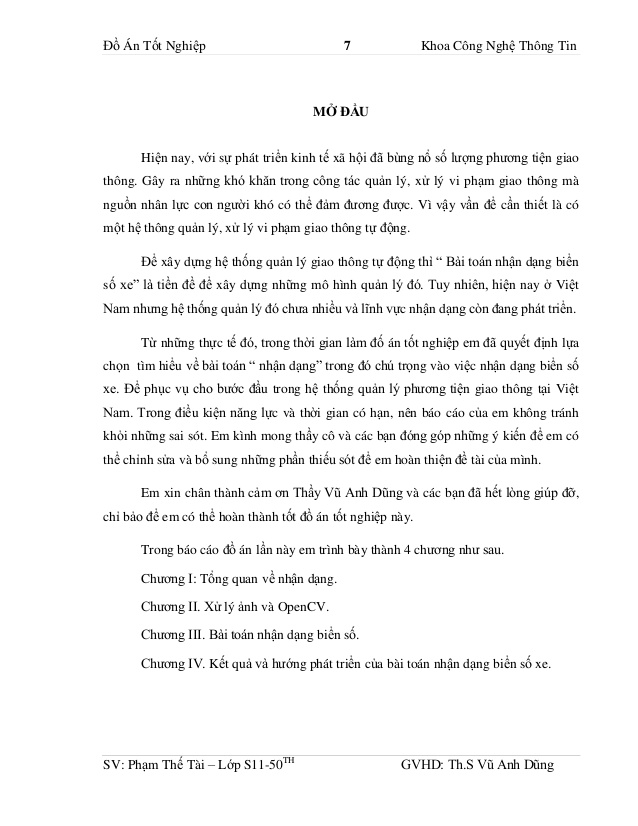 Đồ Án Tốt Nghiệp 7 Khoa Công Nghệ Thông Tin
MỞ ĐẦU
Hiện nay, với sự phát triển kinh tế xã hội đã bùng nổ số lượng phương tiện giao
thông. Gây ra những khó khăn trong công tác quản lý, xử lý vi phạm giao thông mà
nguồn nhân lực con người khó có thể đảm đương được. Vì vậy vấn đề cần thiết là có
một hệ thông quản lý, xử lý vi phạm giao thông tự động.
Để xây dựng hệ thống quản lý giao thông tự động thì “ Bài toán nhận dạng biển
số xe” là tiền đề để xây dựng những mô hình quản lý đó. Tuy nhiên, hiện nay ở Việt
Nam nhưng hệ thống quản lý đó chưa nhiều và lĩnh vực nhận dạng còn đang phát triển.
Từ những thực tế đó, trong thời gian làm đồ án tốt nghiệp em đã quyết định lựa
chọn tìm hiểu về bài toán “ nhận dạng” trong đó chú trọng vào việc nhận dạng biển số
xe. Để phục vụ cho bước đầu trong hệ thống quản lý phương tiện giao thông tại Việt
Nam. Trong điều kiện năng lực và thời gian có hạn, nên báo cáo của em không tránh
khỏi những sai sót. Em kình mong thầy cô và các bạn đóng góp những ý kiến để em có
thể chỉnh sửa và bổ sung những phần thiếu sót để em hoàn thiện đề tài của mình.
Em xin chân thành cảm ơn Thầy Vũ Anh Dũng và các bạn đã hết lòng giúp đỡ,
chỉ bảo để em có thể hoàn thành tốt đồ án tốt nghiệp này.
Trong báo cáo đồ án lần này em trình bày thành 4 chương như sau.
Chương I: Tổng quan về nhận dạng.
Chương II. Xử lý ảnh và OpenCV.
Chương III. Bài toán nhận dạng biển số.
Chương IV. Kết quả và hướng phát triển của bài toán nhận dạng biển số xe.
SV: Phạm Thế Tài – Lớp S11-50TH GVHD: Th.S Vũ Anh Dũng